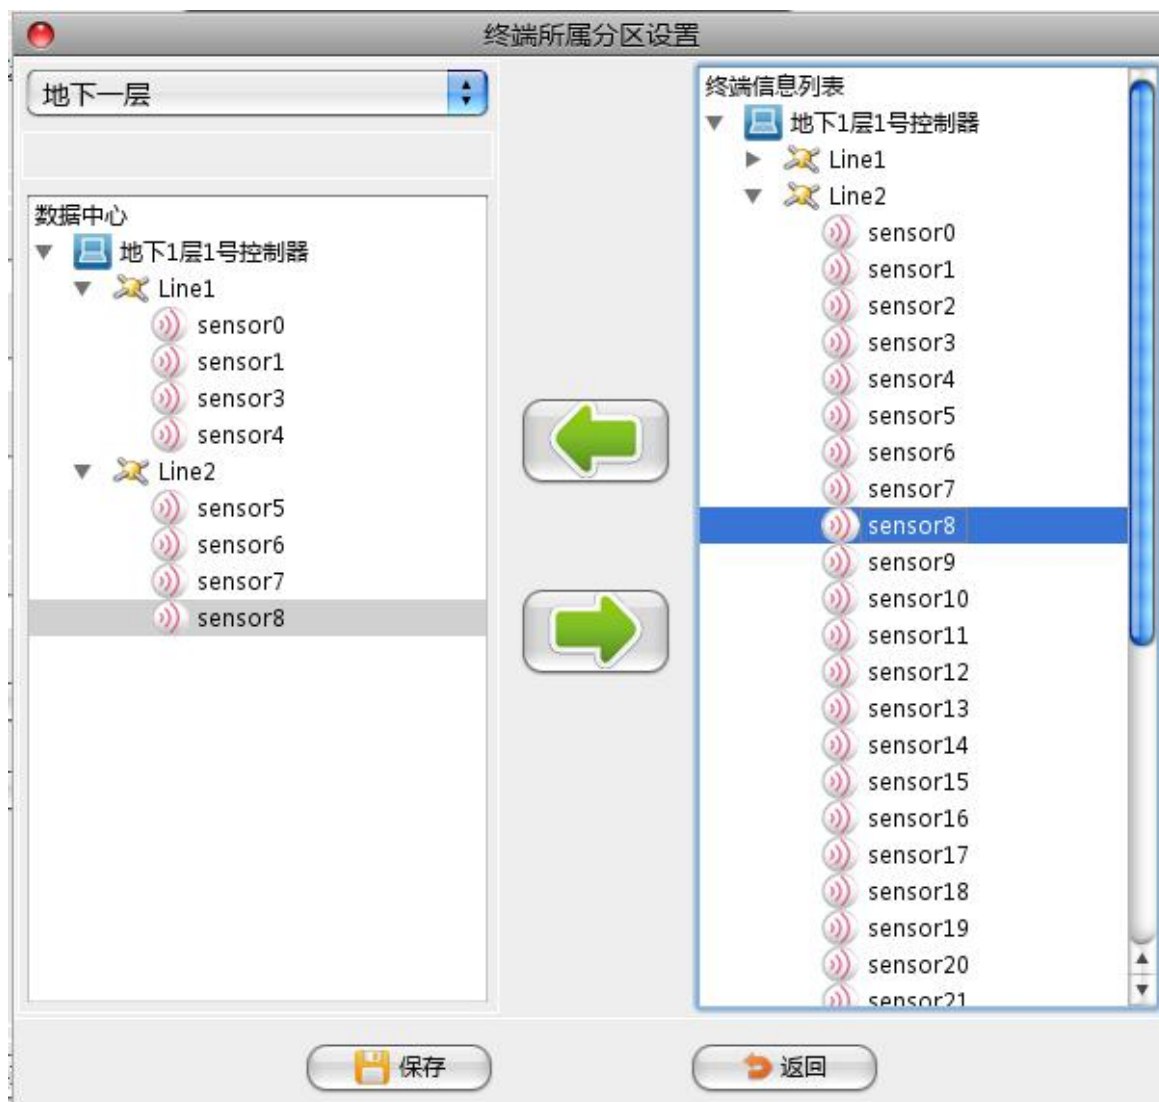 终端所属分区设置
地下一层
数据中心
地下1层1号控制器
Line1
sensor0
sensor1
sensor3
sensor4
Line2
sensor5
sensor6
sensor7
sensor8
终端信息列表
地下1层1号控制器
Line1
Line2
sensor0
sensor1
sensor2
sensor3
sensor4
sensor5
sensor6
sensor7
sensor8
sensor9
sensor10
sensor11
sensor12
sensor13
sensor14
sensor15
sensor16
sensor17
sensor18
sensor19
sensor20
sensor21
保存
返回